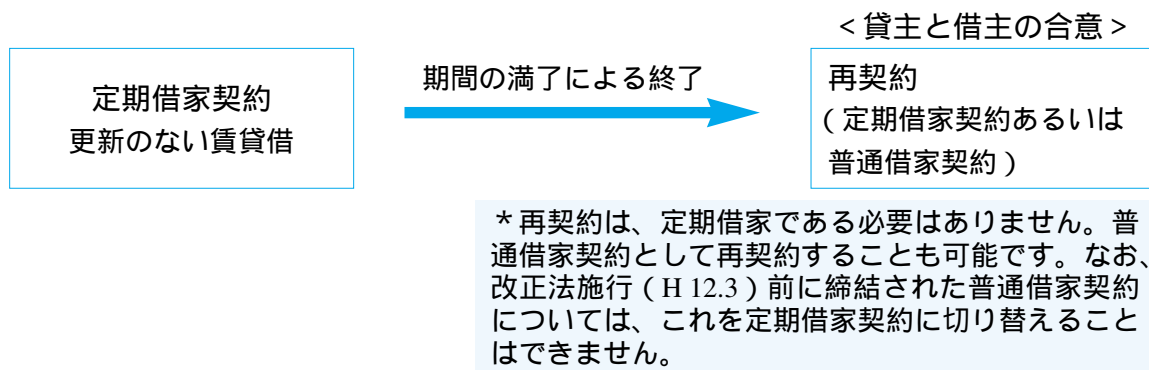 <貸主と借主の合意>
定期借家契約
更新のない賃貸借
期間の満了による終了
再契約
(定期借家契約あるいは
普通借家契約)
*再契約は、定期借家である必要はありません。普
通借家契約として再契約することも可能です。なお、
改正法施行(H 12.3)前に締結された普通借家契約
については、これを定期借家契約に切り替えること
はできません。